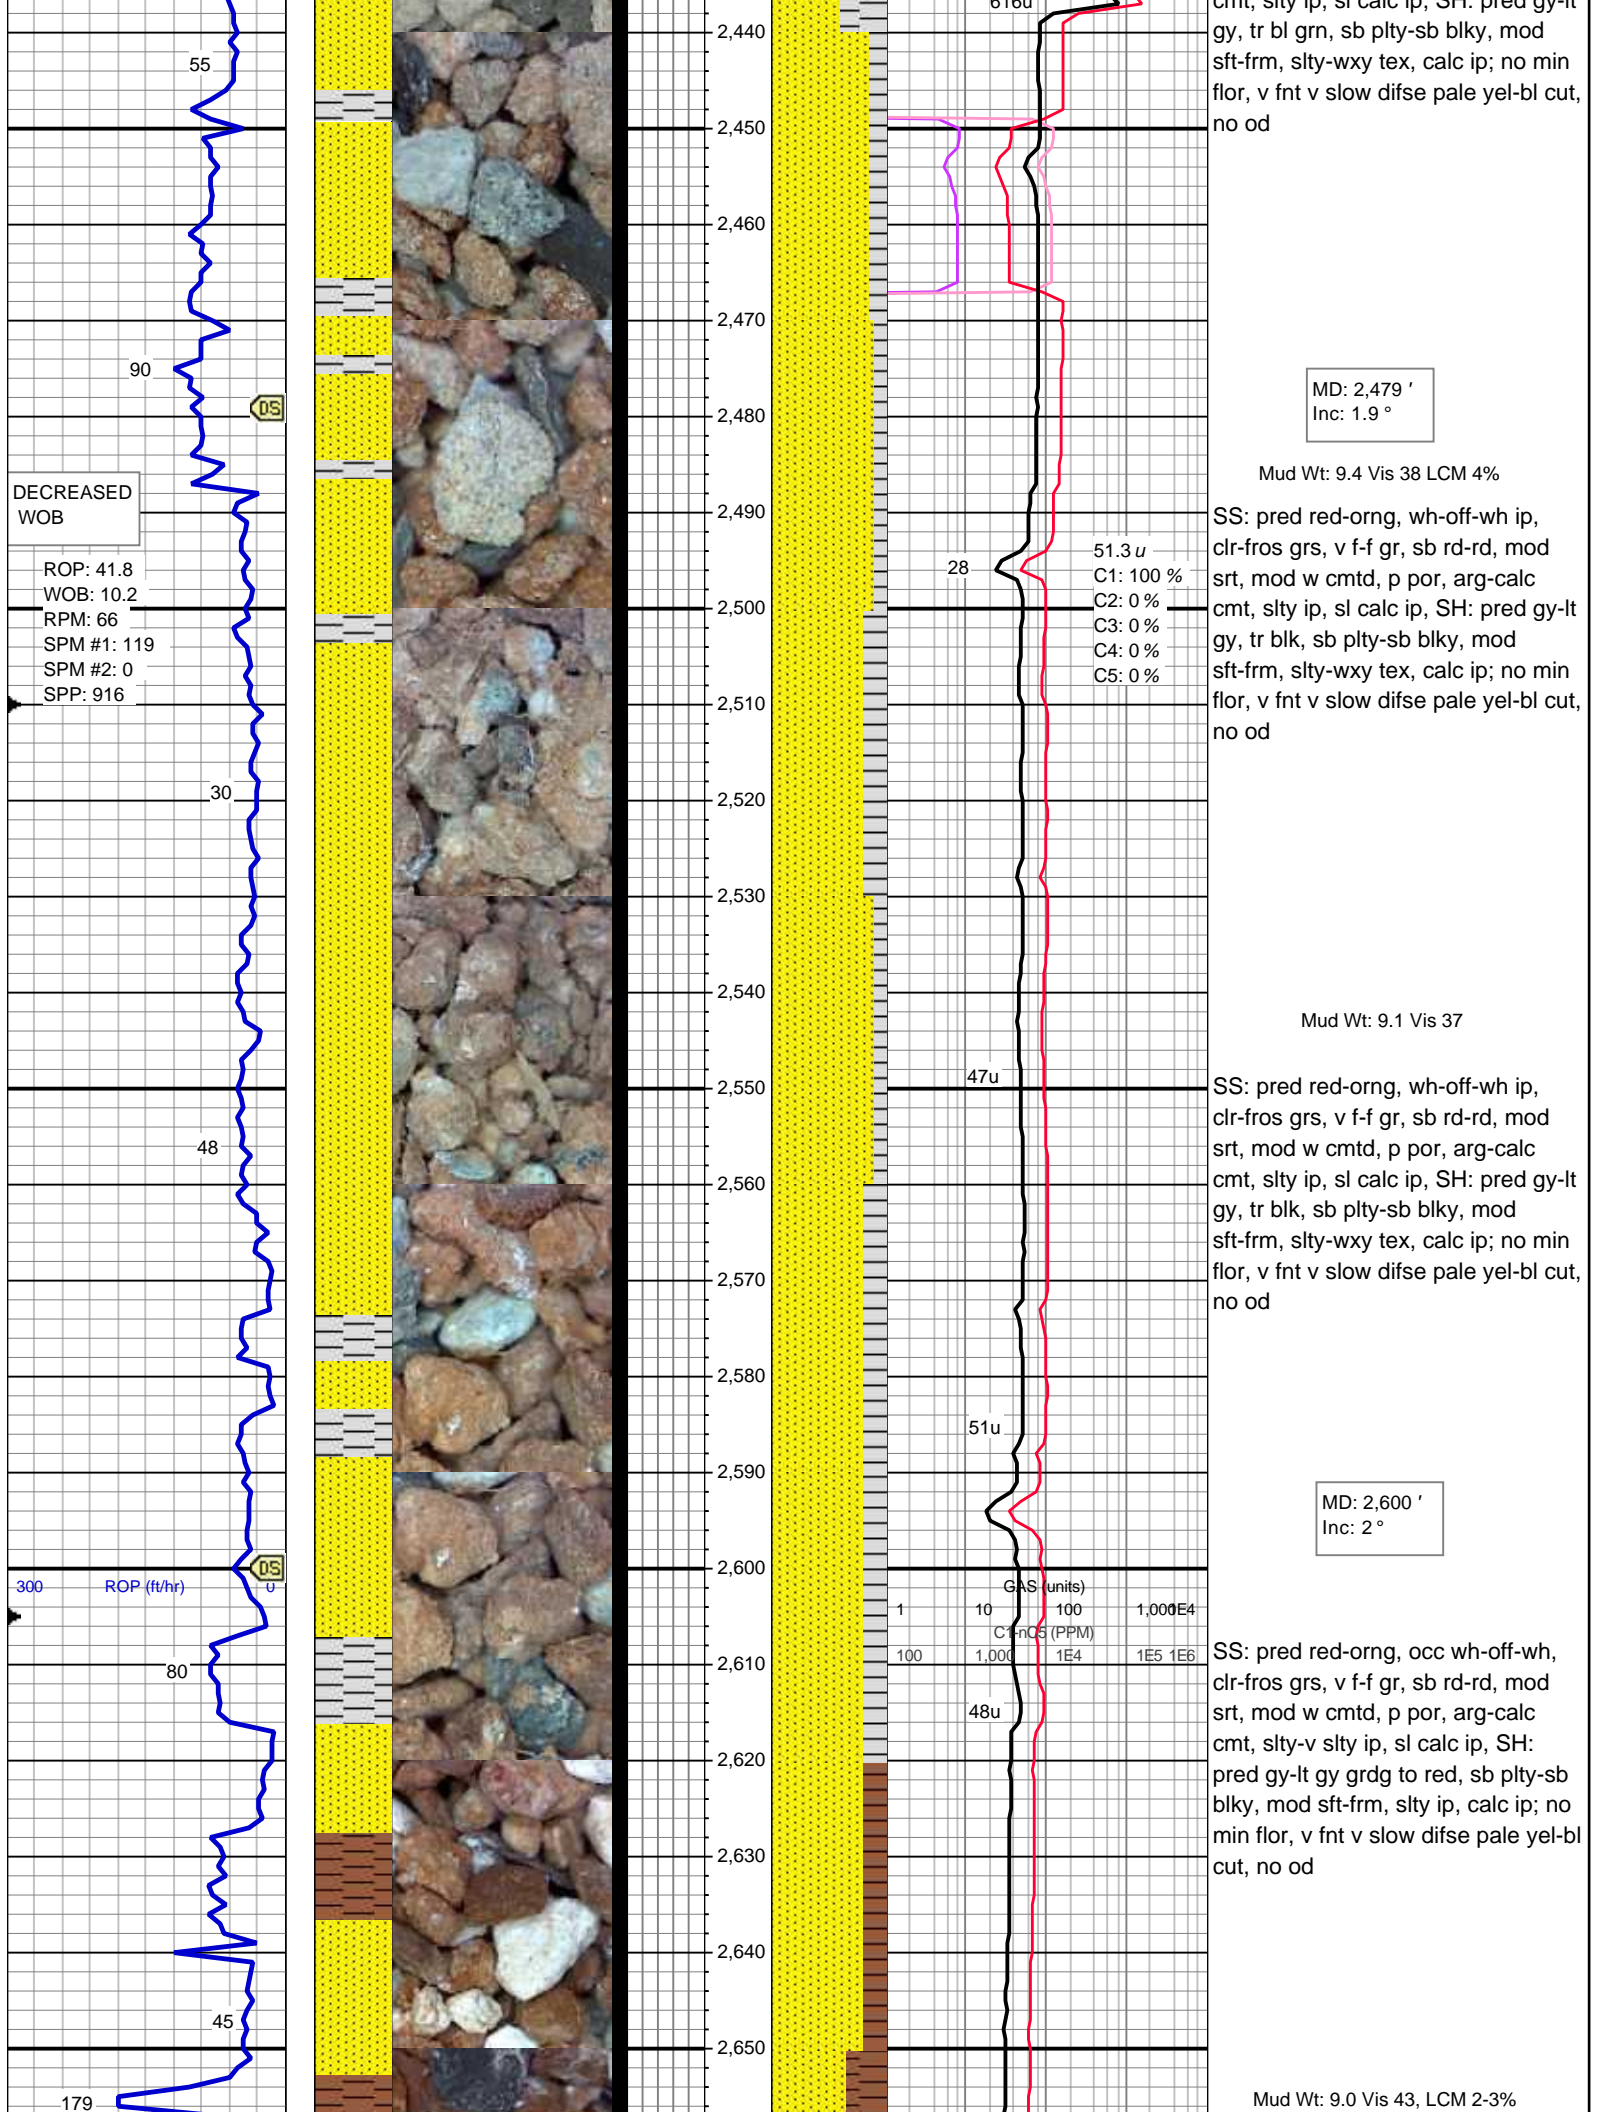 616u
cmt, slty ip, sl calc ip, SH: pred gy-lt
gy, tr bl grn, sb plty-sb blky, mod
sft-frm, slty-wxy tex, calc ip; no min
flor, v fnt v slow difse pale yel-bl cut,
no od
2,440
55
2,450
2,460
2,470
90
MD: 2,479 '
Inc: 1.9 °
DS
2,480
Mud Wt: 9.4 Vis 38 LCM 4%
DECREASED
WOB
2,490
SS: pred red-orng, wh-off-wh ip,
clr-fros grs, v f-f gr, sb rd-rd, mod
srt, mod w cmtd, p por, arg-calc
cmt, slty ip, sl calc ip, SH: pred gy-lt
gy, tr blk, sb plty-sb blky, mod
sft-frm, slty-wxy tex, calc ip; no min
flor, v fnt v slow difse pale yel-bl cut,
no od
ROP: 41.8
WOB: 10.2
RPM: 66
SPM #1: 119
SPM #2: 0
SPP: 916
28
51.3 u
C1: 100 %
C2: 0 %
C3: 0 %
C4: 0 %
C5: 0 %
2,500
2,510
30
2,520
2,530
2,540
Mud Wt: 9.1 Vis 37
47u
2,550
SS: pred red-orng, wh-off-wh ip,
clr-fros grs, v f-f gr, sb rd-rd, mod
srt, mod w cmtd, p por, arg-calc
cmt, slty ip, sl calc ip, SH: pred gy-lt
gy, tr blk, sb plty-sb blky, mod
sft-frm, slty-wxy tex, calc ip; no min
flor, v fnt v slow difse pale yel-bl cut,
no od
48
2,560
2,570
2,580
51u
2,590
MD: 2,600 '
Inc: 2 °
DS
2,600
300 ROP (ft/hr) 0
GAS (units)
1 10 100 1,000 1E4
C1-nC5 (PPM)
100 1,000 1E4 1E5 1E6
2,610
80
48u
SS: pred red-orng, occ wh-off-wh,
clr-fros grs, v f-f gr, sb rd-rd, mod
srt, mod w cmtd, p por, arg-calc
cmt, slty-v slty ip, sl calc ip, SH:
pred gy-lt gy grdg to red, sb plty-sb
blky, mod sft-frm, slty ip, calc ip; no
min flor, v fnt v slow difse pale yel-bl
cut, no od
2,620
2,630
2,640
45
2,650
179
Mud Wt: 9.0 Vis 43, LCM 2-3%